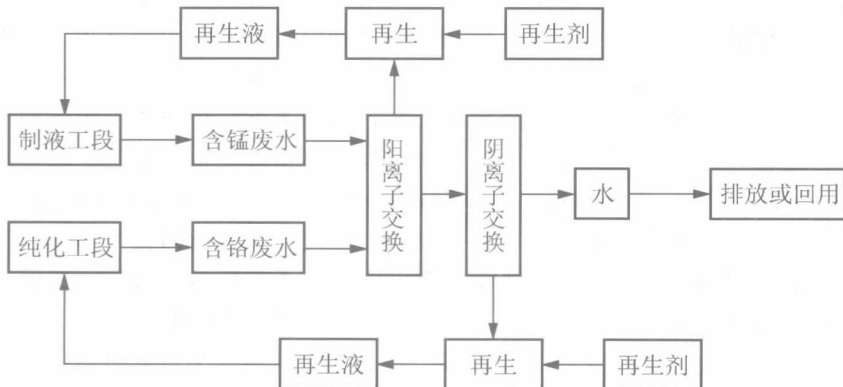 再生液
再生
再生剂
制液工段
含锰废水
阳离子交换
阴离子交换
水
排放或回用
纯化工段
含铬废水
再生液
再生
再生剂